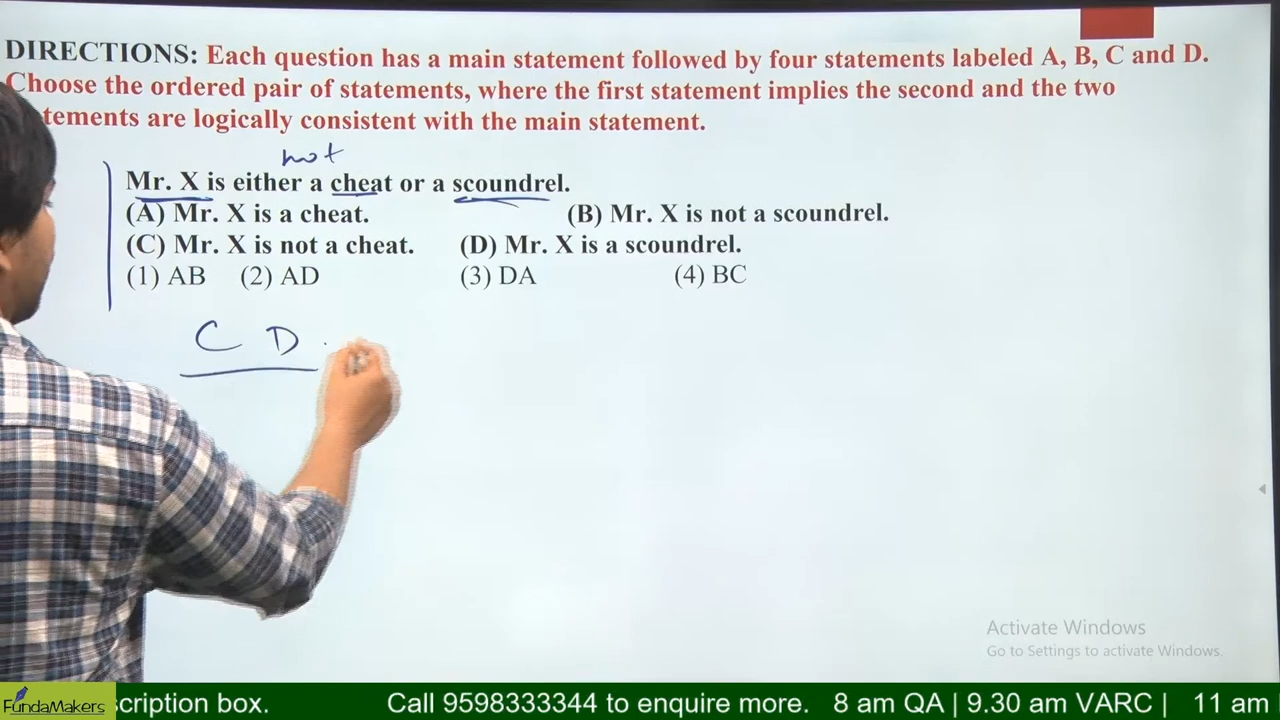 DIRECTIONS: Each question has a main statement followed by four statements labeled A, B, C and D.
Choose the ordered pair of statements, where the first statement implies the second and the two
tements are logically consistent with the main statement.
not
Mr. X is either a cheat or a scoundrel.
(A) Mr. X is a cheat. (B) Mr. X is not a scoundrel.
(C) Mr. X is not a cheat. (D) Mr. X is a scoundrel.
(1) AB (2) AD (3) DA (4) BC
C D
Activate Windows
Go to Settings to activate Windows.
FundaMakers scription box. Call 9598333344 to enquire more. 8 am QA | 9.30 am VARC | 11 am